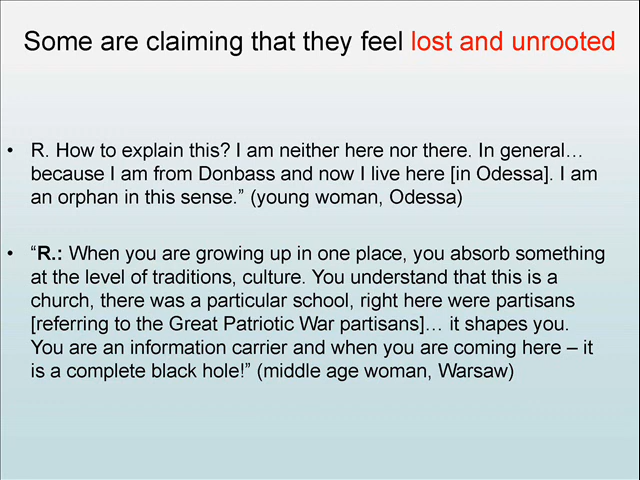 Some are claiming that they feel lost and unrooted
• R. How to explain this? I am neither here nor there. In general…
because I am from Donbass and now I live here [in Odessa]. I am
an orphan in this sense.” (young woman, Odessa)
• “R.: When you are growing up in one place, you absorb something
at the level of traditions, culture. You understand that this is a
church, there was a particular school, right here were partisans
[referring to the Great Patriotic War partisans]… it shapes you.
You are an information carrier and when you are coming here – it
is a complete black hole!” (middle age woman, Warsaw)